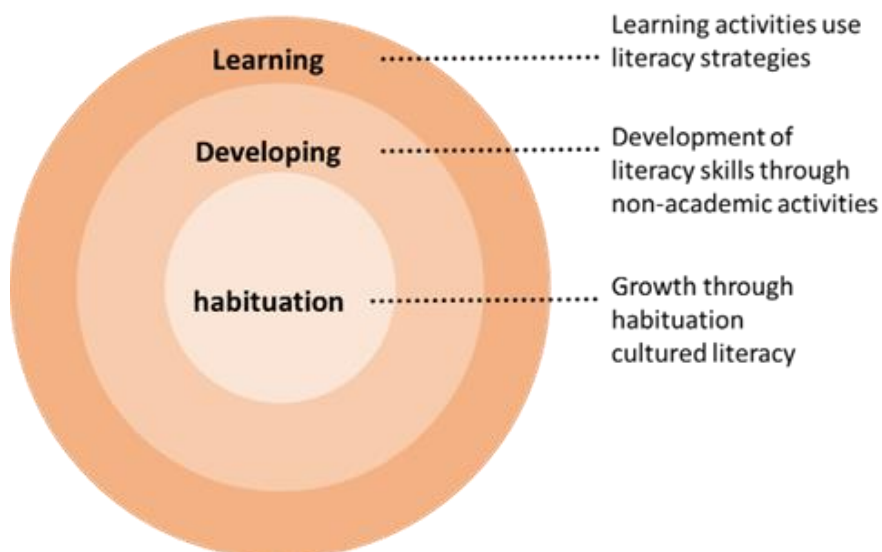 Learning
Learning activities use
literacy strategies
Developing
Development of
literacy skills through
non-academic activities
habituation
Growth through
habituation
cultured literacy